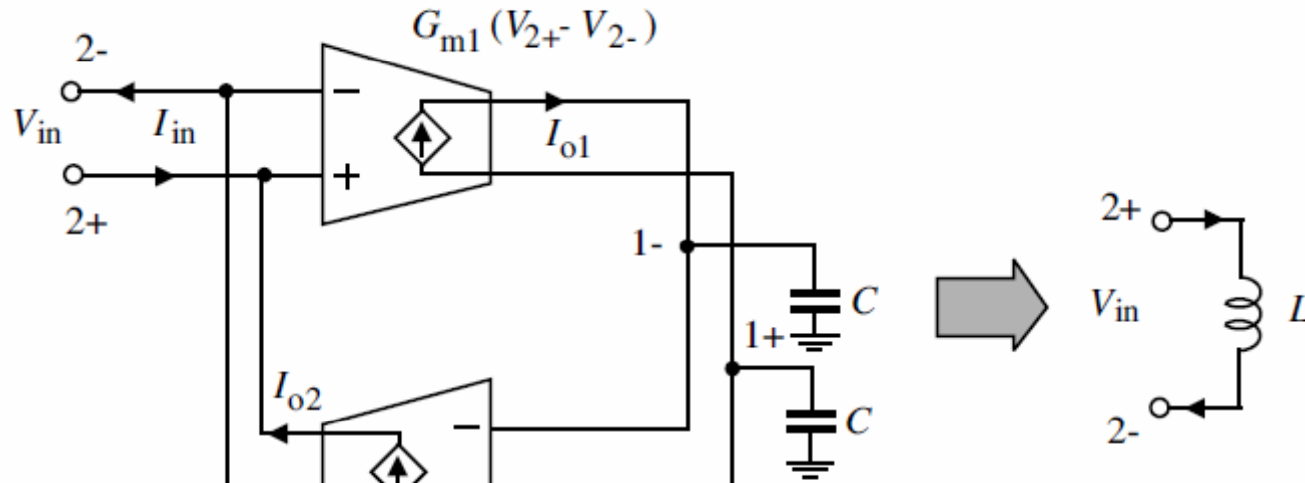 G_m1 (V_2+ - V_2-)
2-
V_in
I_in
2+
−
+
I_o1
1-
C
1+
C
I_o2
−
2+
V_in
L
2-